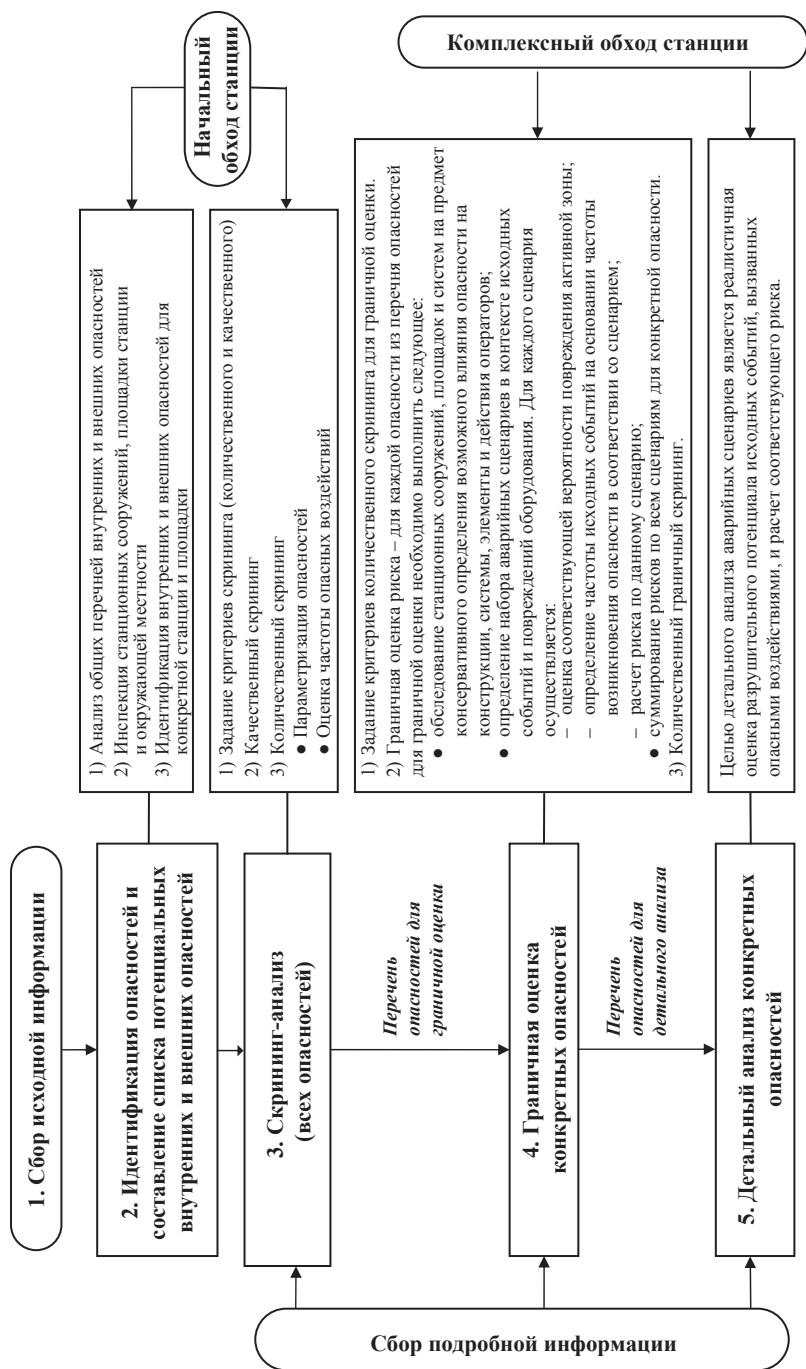 1. Сбор исходной информации
2. Идентификация опасностей и
составление списка потенциальных
внутренних и внешних опасностей
1) Анализ общих перечней внутренних и внешних опасностей
2) Инспекция станционных сооружений, площадки станции
и окружающей местности
3) Идентификация внутренних и внешних опасностей для
конкретной станции и площадки
Начальный
обход станции
3. Скрининг-анализ
(всех опасностей)
1) Задание критериев скрининга (количественного и качественного)
2) Качественный скрининг
3) Количественный скрининг
● Параметризация опасностей
● Оценка частоты опасных воздействий
Перечень
опасностей для
граничной оценки
4. Граничная оценка
конкретных опасностей
1) Задание критериев количественного скрининга для граничной оценки.
2) Граничная оценка риска – для каждой опасности из перечня опасностей
для граничной оценки необходимо выполнить следующее:
● обследование станционных сооружений, площадок и систем на предмет
консервативного определения возможного влияния опасности на
конструкции, системы, элементы и действия операторов;
● определение набора аварийных сценариев в контексте исходных
событий и повреждений оборудования. Для каждого сценария
осуществляется:
– оценка соответствующей вероятности повреждения активной зоны;
– определение частоты исходных событий на основании частоты
возникновения опасности в соответствии со сценарием;
– расчет риска по данному сценарию;
● суммирование рисков по всем сценариям для конкретной опасности.
3) Количественный граничный скрининг.
Комплексный обход станции
Перечень
опасностей для
детального анализа
5. Детальный анализ конкретных
опасностей
Целью детального анализа аварийных сценариев является реалистичная
оценка разрушительного потенциала исходных событий, вызванных
опасными воздействиями, и расчет соответствующего риска.
Сбор подробной информации